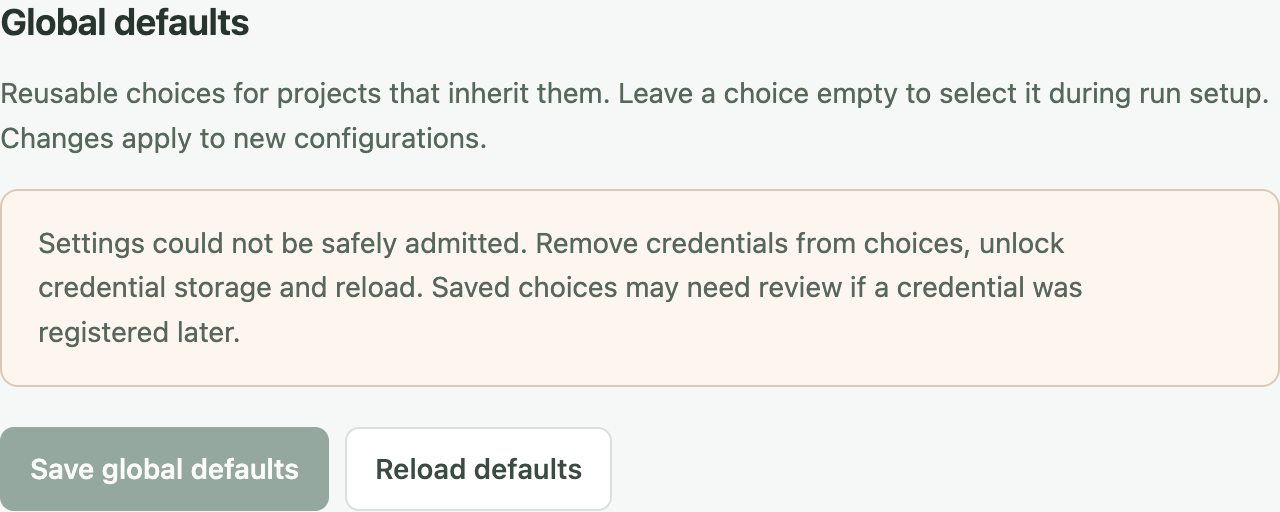 Global defaults
Reusable choices for projects that inherit them. Leave a choice empty to select it during run setup.
Changes apply to new configurations.
Settings could not be safely admitted. Remove credentials from choices, unlock
credential storage and reload. Saved choices may need review if a credential was
registered later.
Save global defaults
Reload defaults